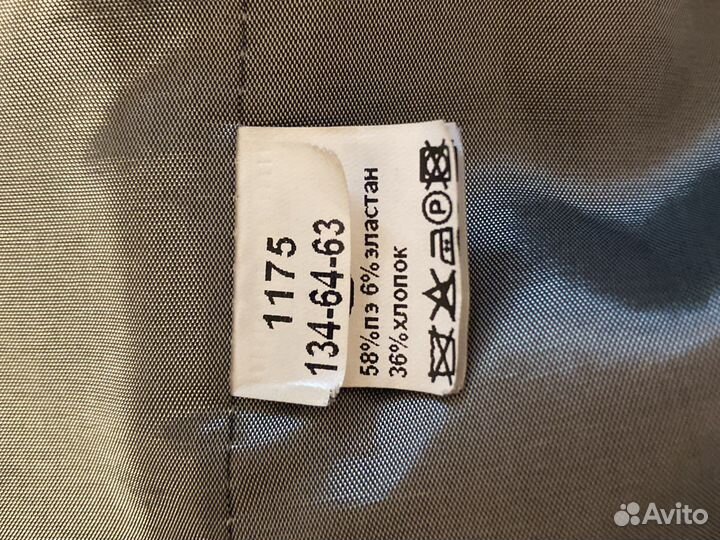 1175
134-64-63
58%пэ 6%эластан
36%хлопок
P
Avito